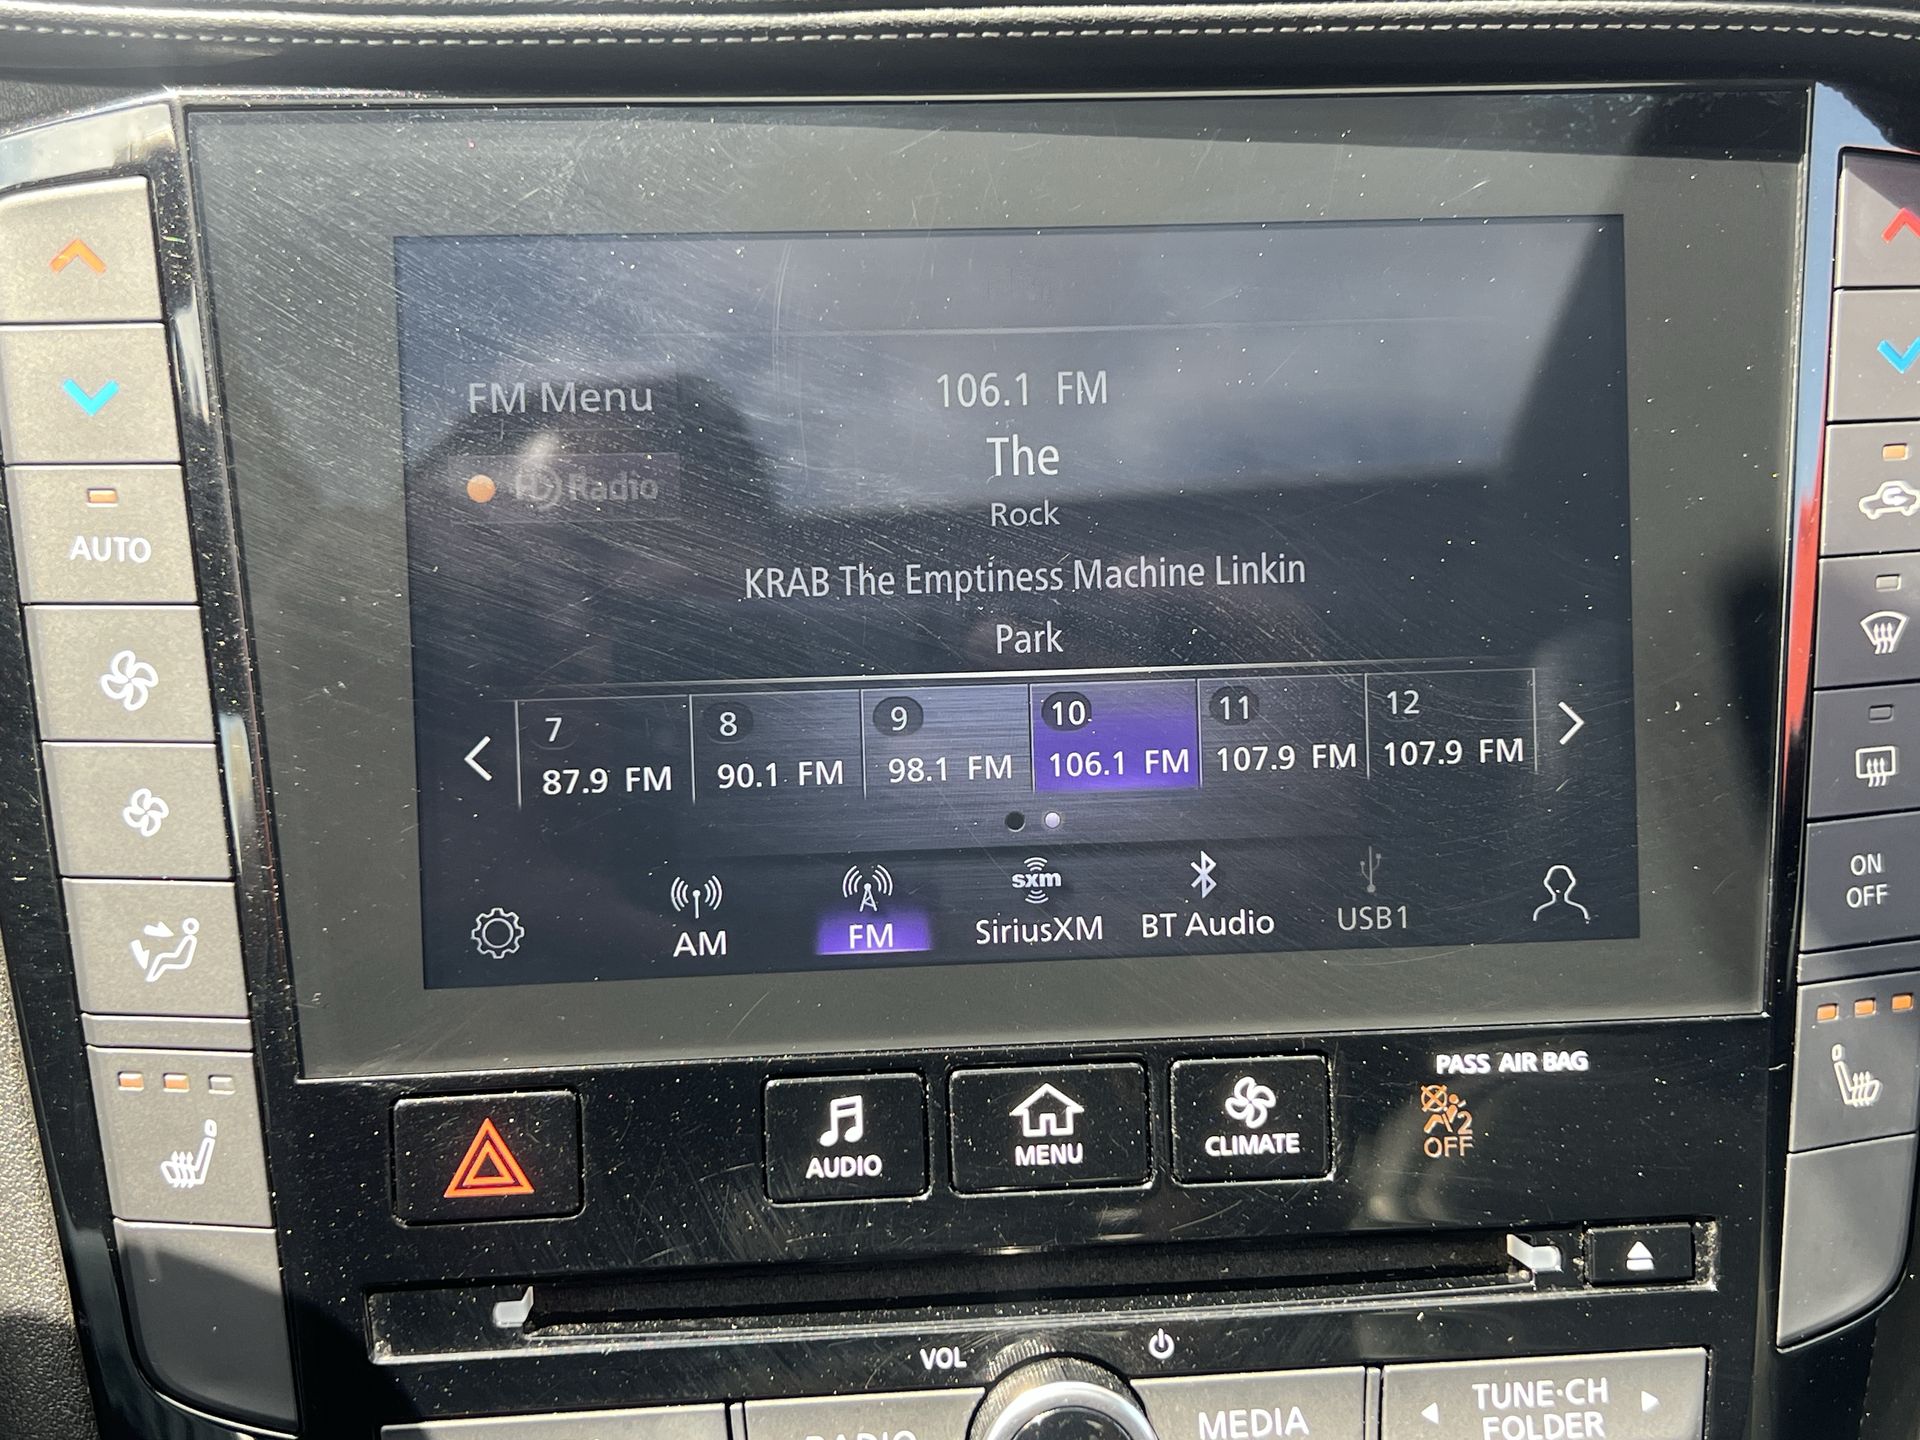 FM Menu
106.1 FM
The
HD Radio
Rock
KRAB The Emptiness Machine Linkin
Park
7
87.9 FM
8
90.1 FM
9
98.1 FM
10
106.1 FM
11
107.9 FM
12
107.9 FM
AM
FM
sxm
SiriusXM
BT Audio
USB1
AUTO
ON
OFF
AUDIO
MENU
CLIMATE
PASS AIR BAG
2
OFF
VOL
RADIO
MEDIA
TUNE·CH
FOLDER